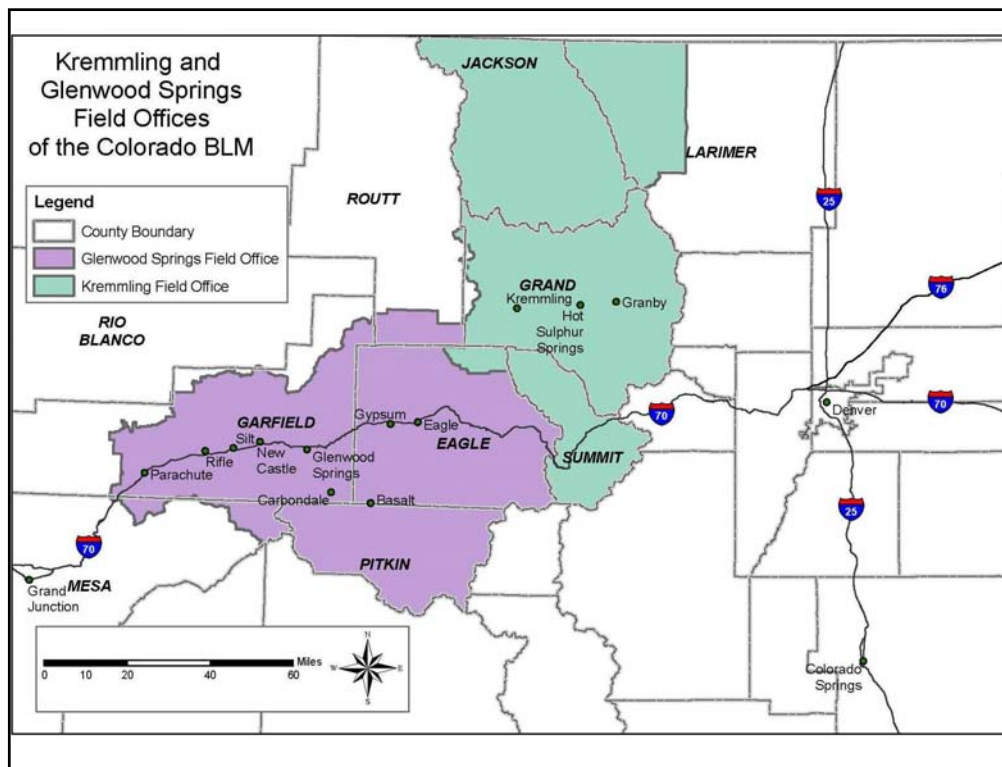 Kremmling and
Glenwood Springs
Field Offices
of the Colorado BLM
Legend
County Boundary
Glenwood Springs Field Office
Kremmling Field Office
JACKSON
LARIMER
ROUTT
25
76
GRAND
Kremmling
Granby
Hot
Sulphur
Springs
RIO
BLANCO
70
70
Denver
GARFIELD
Gypsum
Eagle
EAGLE
Silt
New
Castle
Rifle
Glenwood
Springs
SUMMIT
Parachute
Carbondale
Basalt
25
70
PITKIN
MESA
Grand
Junction
Miles
0 10 20 40 60
N
W E
S
Colorado
Springs